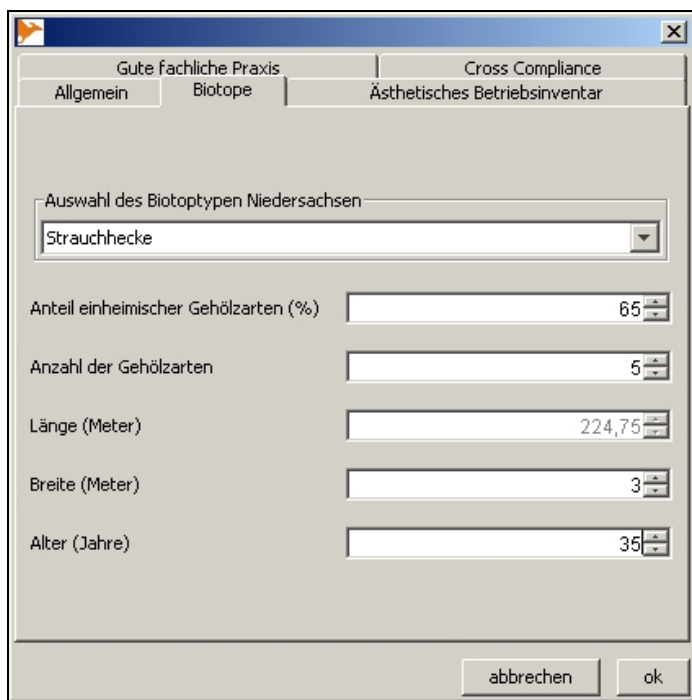 Gute fachliche Praxis
Cross Compliance
Allgemein
Biotope
Ästhetisches Betriebsinventar
Auswahl des Biotoptypen Niedersachsen
Strauchhecke
Anteil einheimischer Gehölzarten (%)
65
Anzahl der Gehölzarten
5
Länge (Meter)
224,75
Breite (Meter)
3
Alter (Jahre)
35
abbrechen
ok